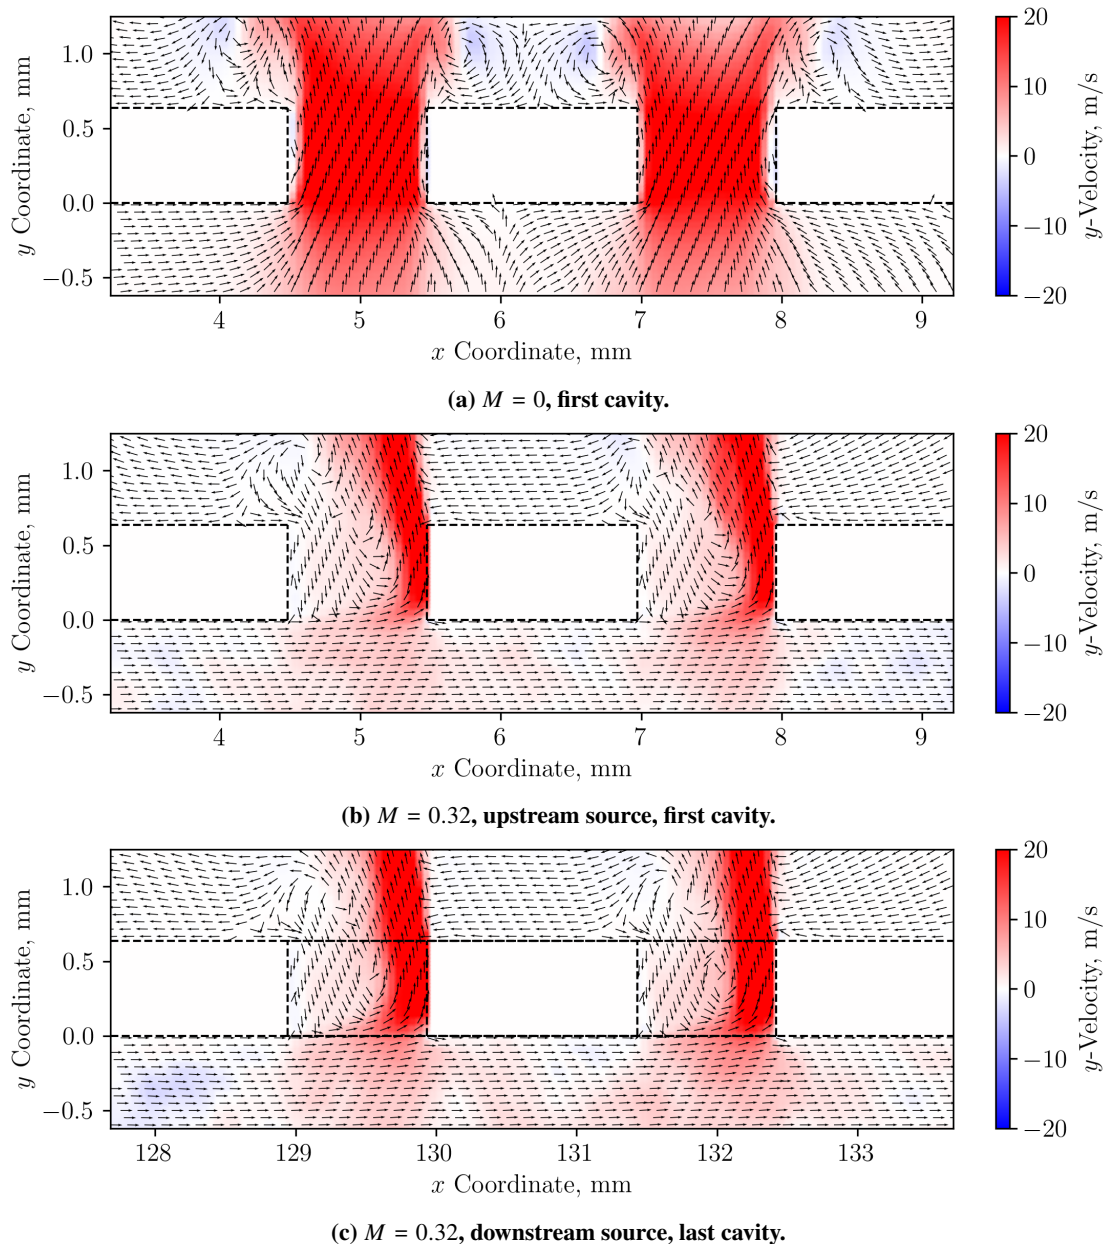 1.0
0.5
0.0
−0.5
y Coordinate, mm
4 5 6 7 8 9
x Coordinate, mm
20
10
0
−10
−20
y-Velocity, m/s
(a) M = 0, first cavity.
1.0
0.5
0.0
−0.5
y Coordinate, mm
4 5 6 7 8 9
x Coordinate, mm
20
10
0
−10
−20
y-Velocity, m/s
(b) M = 0.32, upstream source, first cavity.
1.0
0.5
0.0
−0.5
y Coordinate, mm
128 129 130 131 132 133
x Coordinate, mm
20
10
0
−10
−20
y-Velocity, m/s
(c) M = 0.32, downstream source, last cavity.